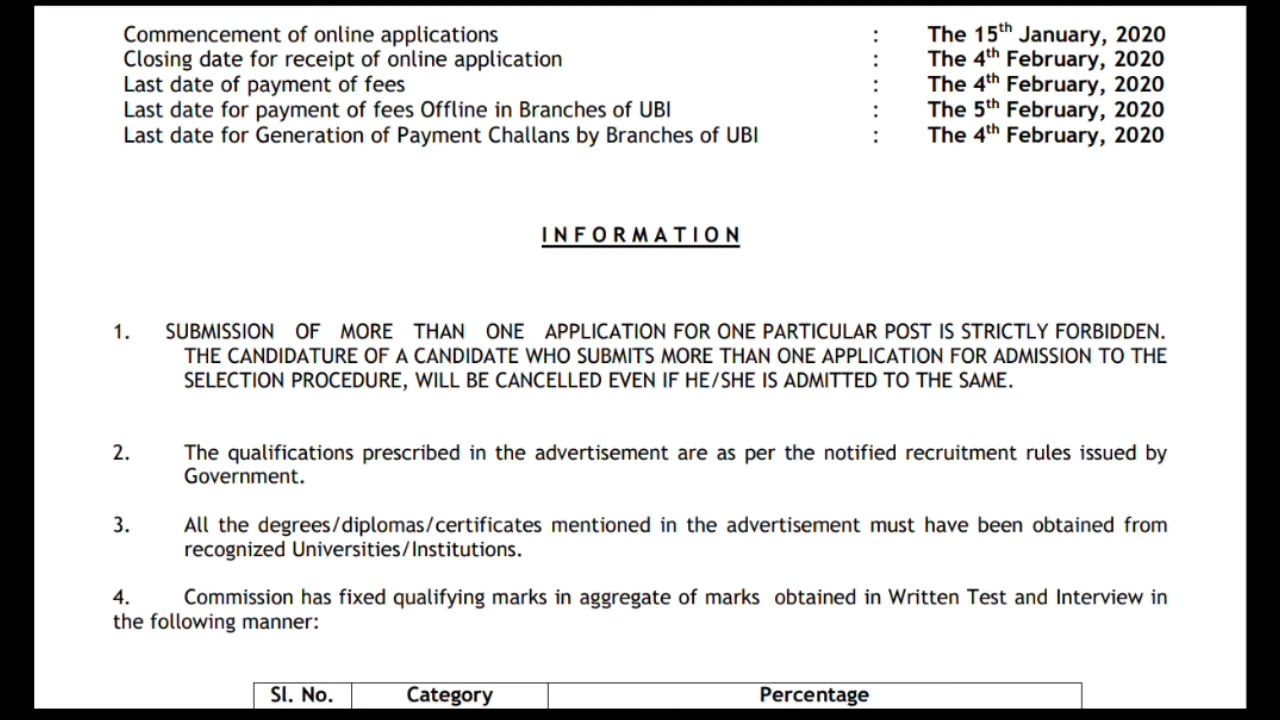 Commencement of online applications : The 15th January, 2020
Closing date for receipt of online application : The 4th February, 2020
Last date of payment of fees : The 4th February, 2020
Last date for payment of fees Offline in Branches of UBI : The 5th February, 2020
Last date for Generation of Payment Challans by Branches of UBI : The 4th February, 2020
INFORMATION
1. SUBMISSION OF MORE THAN ONE APPLICATION FOR ONE PARTICULAR POST IS STRICTLY FORBIDDEN.
THE CANDIDATURE OF A CANDIDATE WHO SUBMITS MORE THAN ONE APPLICATION FOR ADMISSION TO THE
SELECTION PROCEDURE, WILL BE CANCELLED EVEN IF HE/SHE IS ADMITTED TO THE SAME.
2. The qualifications prescribed in the advertisement are as per the notified recruitment rules issued by
Government.
3. All the degrees/diplomas/certificates mentioned in the advertisement must have been obtained from
recognized Universities/Institutions.
4. Commission has fixed qualifying marks in aggregate of marks obtained in Written Test and Interview in
the following manner:
Sl. No. Category Percentage